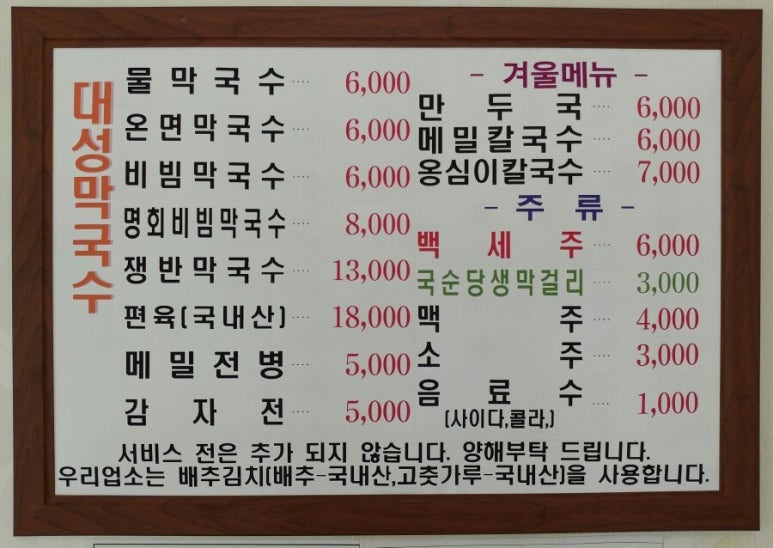 대성막국수
물막국수 ···· 6,000
온면막국수 ···· 6,000
비빔막국수 ···· 6,000
명회비빔막국수 ···· 8,000
쟁반막국수 ···· 13,000
편육(국내산) ···· 18,000
메밀전병 ···· 5,000
감자전 ···· 5,000
- 겨울메뉴 -
만두국 ···· 6,000
메밀칼국수 ···· 6,000
옹심이칼국수 ···· 7,000
- 주류 -
백세주 ···· 6,000
국순당생막걸리 ···· 3,000
맥주 ···· 4,000
소주 ···· 3,000
음료수 ···· 1,000
(사이다,콜라,)
서비스 전은 추가 되지 않습니다. 양해부탁 드립니다.
우리업소는 배추김치(배추-국내산,고춧가루-국내산)을 사용합니다.